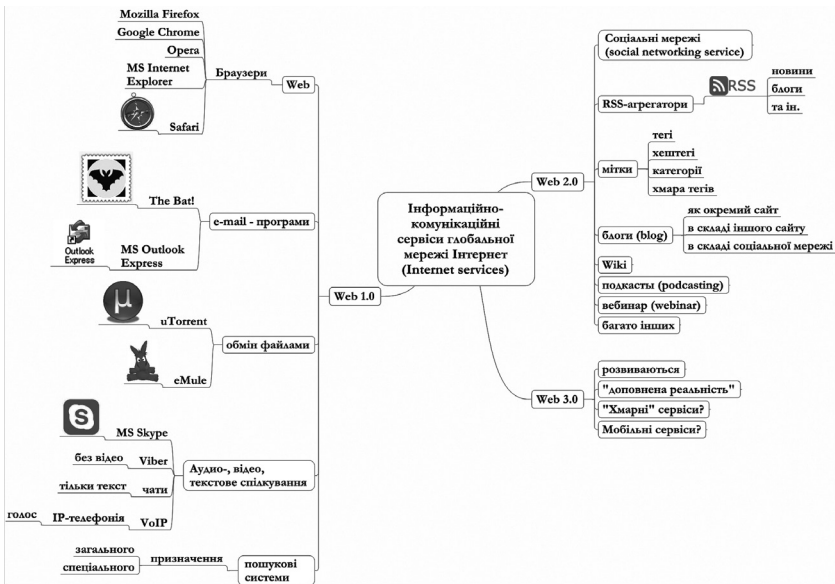 Mozilla Firefox
Google Chrome
Opera
MS Internet
Explorer
Safari
Браузери
Web
The Bat!
Outlook
Express
MS Outlook
Express
e-mail - програми
µ
uTorrent
eMule
обмін файлами
S
MS Skype
без відео
Viber
тільки текст
чати
голос
IP-телефонія
VoIP
Аудио-, відео,
текстове спілкування
загального
спеціального
призначення
пошукові
системи
Web 1.0
Інформаційно-
комунікаційні
сервіси глобальної
мережі Інтернет
(Internet services)
Web 2.0
Соціальні мережі
(social networking service)
RSS-агрегатори
RSS
новини
блоги
та ін.
мітки
тегі
хештегі
категорії
хмара тегів
блоги (blog)
як окремий сайт
в складі іншого сайту
в складі соціальної мережі
Wiki
подкасты (podcasting)
вебинар (webinar)
багато інших
Web 3.0
розвиваються
"доповнена реальність"
"Хмарні" сервіси?
Мобільні сервіси?